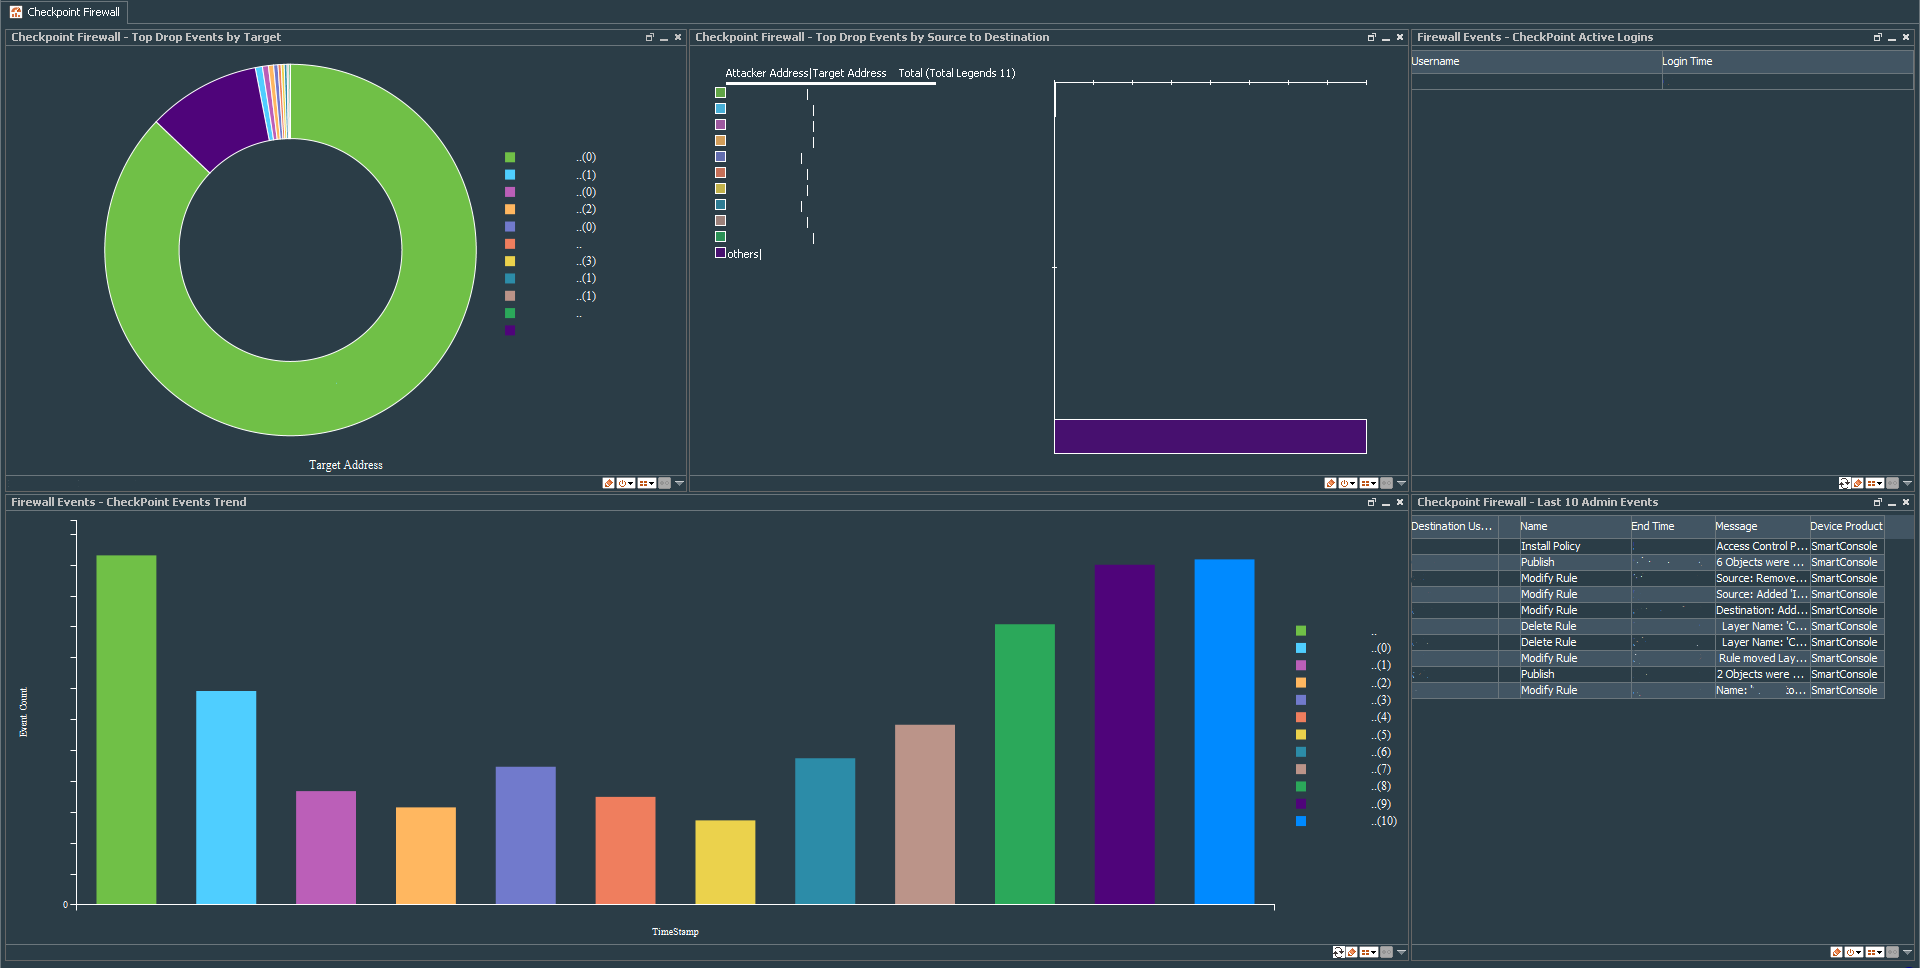 Checkpoint Firewall
Checkpoint Firewall - Top Drop Events by Target
..(0)
..(1)
..(0)
..(2)
..(0)
..
..(3)
..(1)
..(1)
..
Target Address
Checkpoint Firewall - Top Drop Events by Source to Destination
Attacker Address|Target Address Total (Total Legends 11)
|
|
|
|
|
|
|
|
|
|
others|
Firewall Events - CheckPoint Active Logins
Username Login Time
Firewall Events - CheckPoint Events Trend
Event Count
0
TimeStamp
..
..(0)
..(1)
..(2)
..(3)
..(4)
..(5)
..(6)
..(7)
..(8)
..(9)
..(10)
Checkpoint Firewall - Last 10 Admin Events
Destination Us... Name End Time Message Device Product
Install Policy Access Control P... SmartConsole
Publish 6 Objects were ... SmartConsole
Modify Rule Source: Remove... SmartConsole
Modify Rule Source: Added 'I... SmartConsole
Modify Rule Destination: Add... SmartConsole
Delete Rule Layer Name: 'C... SmartConsole
Delete Rule Layer Name: 'C... SmartConsole
Modify Rule Rule moved Lay... SmartConsole
Publish 2 Objects were ... SmartConsole
Modify Rule Name: ' to... SmartConsole